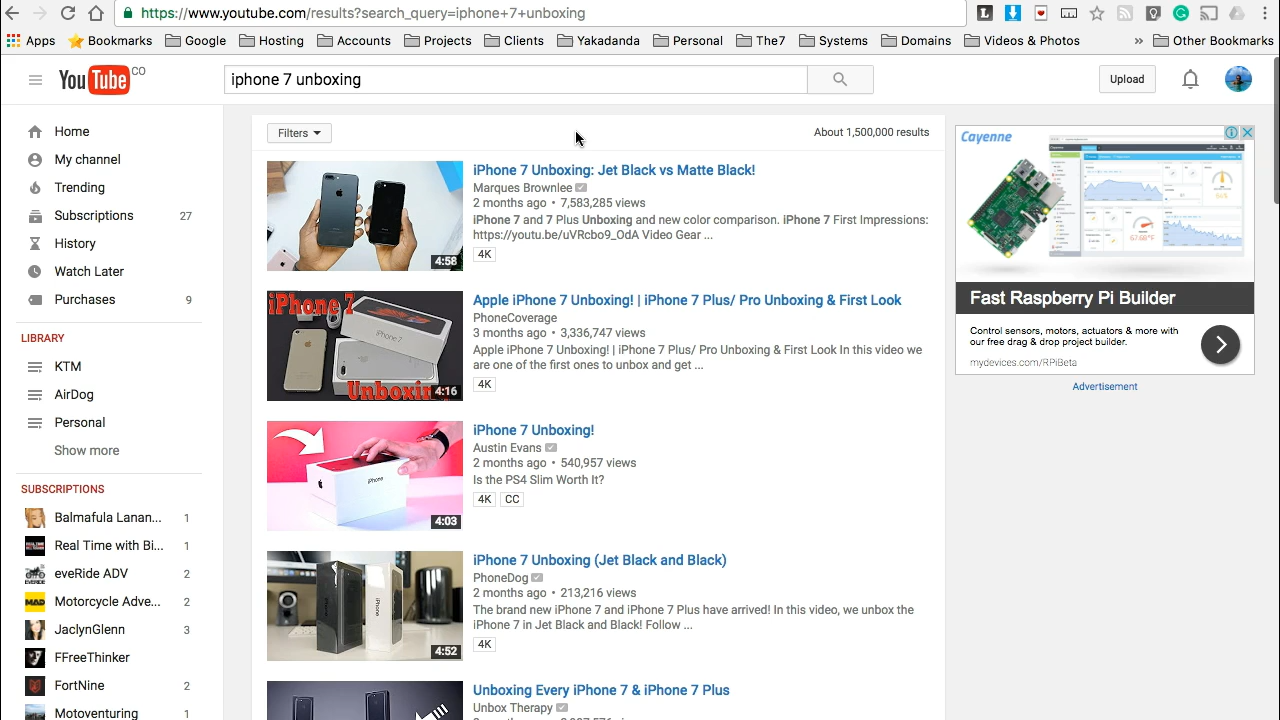 https://www.youtube.com/results?search_query=iphone+7+unboxing
Apps
Bookmarks
Google
Hosting
Accounts
Projects
Clients
Yakadanda
Personal
The7
Systems
Domains
Videos & Photos
»
Other Bookmarks
YouTube CO
iphone 7 unboxing
Upload
Home
My channel
Trending
Subscriptions 27
History
Watch Later
Purchases 9
LIBRARY
KTM
AirDog
Personal
Show more
SUBSCRIPTIONS
Balmafula Lanan... 1
Real Time with Bi... 1
eveRide ADV 2
Motorcycle Adve... 2
JaclynGlenn 3
FFreeThinker
FortNine 2
Motoventuring 1
Filters
About 1,500,000 results
4:58
iPhone 7 Unboxing: Jet Black vs Matte Black!
Marques Brownlee
2 months ago • 7,583,285 views
iPhone 7 and 7 Plus Unboxing and new color comparison. iPhone 7 First Impressions:
https://youtu.be/uVRcbo9_OdA Video Gear ...
4K
iPhone 7
iPhone 7
Unboxin
4:16
Apple iPhone 7 Unboxing! | iPhone 7 Plus/ Pro Unboxing & First Look
PhoneCoverage
3 months ago • 3,336,747 views
Apple iPhone 7 Unboxing! | iPhone 7 Plus/ Pro Unboxing & First Look In this video we
are one of the first ones to unbox and get ...
4K
iPhone
4:03
iPhone 7 Unboxing!
Austin Evans
2 months ago • 540,957 views
Is the PS4 Slim Worth It?
4K CC
iPhone
4:52
iPhone 7 Unboxing (Jet Black and Black)
PhoneDog
2 months ago • 213,216 views
The brand new iPhone 7 and iPhone 7 Plus have arrived! In this video, we unbox the
iPhone 7 in Jet Black and Black! Follow ...
4K
Unboxing Every iPhone 7 & iPhone 7 Plus
Unbox Therapy
Cayenne
Fast Raspberry Pi Builder
Control sensors, motors, actuators & more with
our free drag & drop project builder.
mydevices.com/RPiBeta
Advertisement